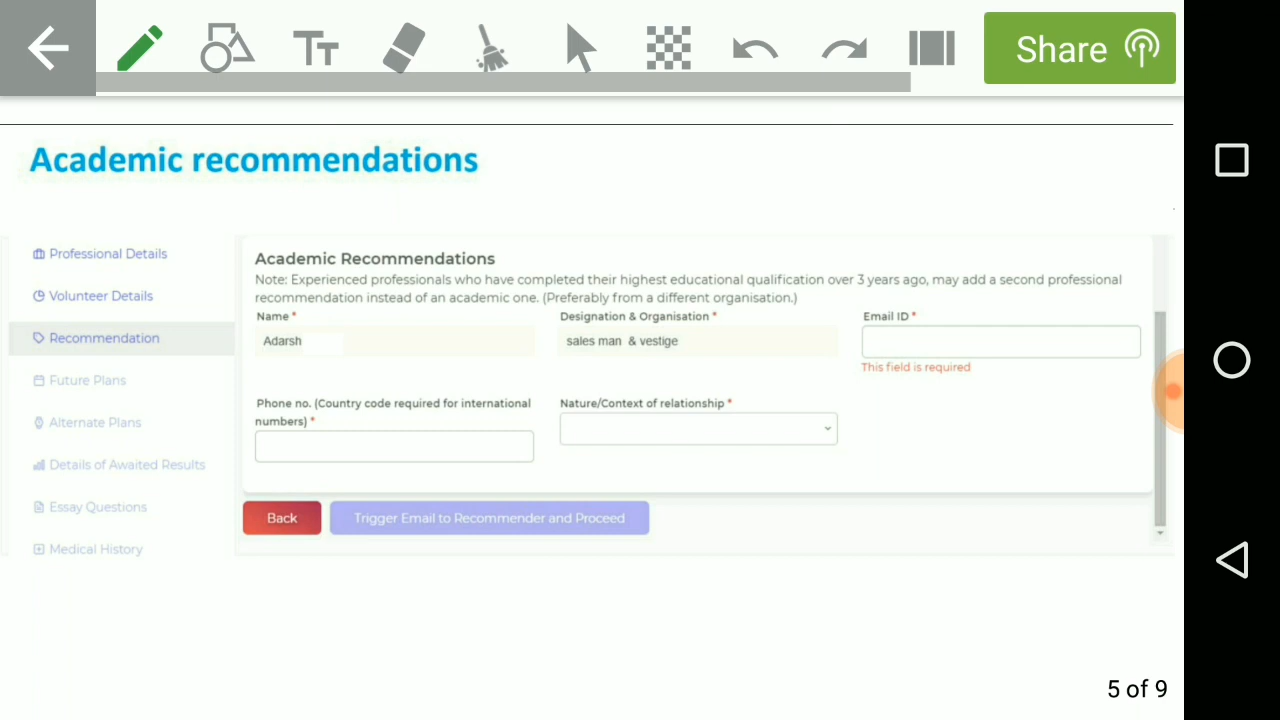 Share
Academic recommendations
Professional Details
Volunteer Details
Recommendation
Future Plans
Alternate Plans
Details of Awaited Results
Essay Questions
Medical History
Academic Recommendations
Note: Experienced professionals who have completed their highest educational qualification over 3 years ago, may add a second professional
recommendation instead of an academic one. (Preferably from a different organisation.)
Name *
Designation & Organisation *
Email ID *
Adarsh
sales man & vestige
This field is required
Phone no. (Country code required for international
numbers) *
Nature/Context of relationship *
Back
Trigger Email to Recommender and Proceed
5 of 9